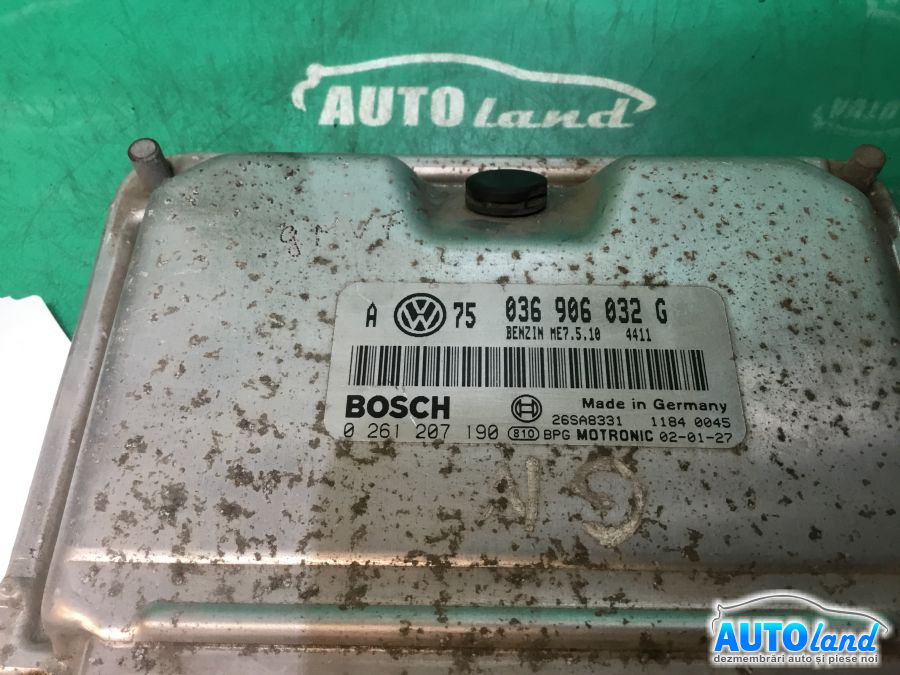 AUTO land
A VW 75 036 906 032 G
BENZIN ME7.5.10 4411
BOSCH Made in Germany
26SA8331 1184 0045
0 261 207 190 810 BPG MOTRONIC 02-01-27
AUTOland
dezmembrări auto și piese noi